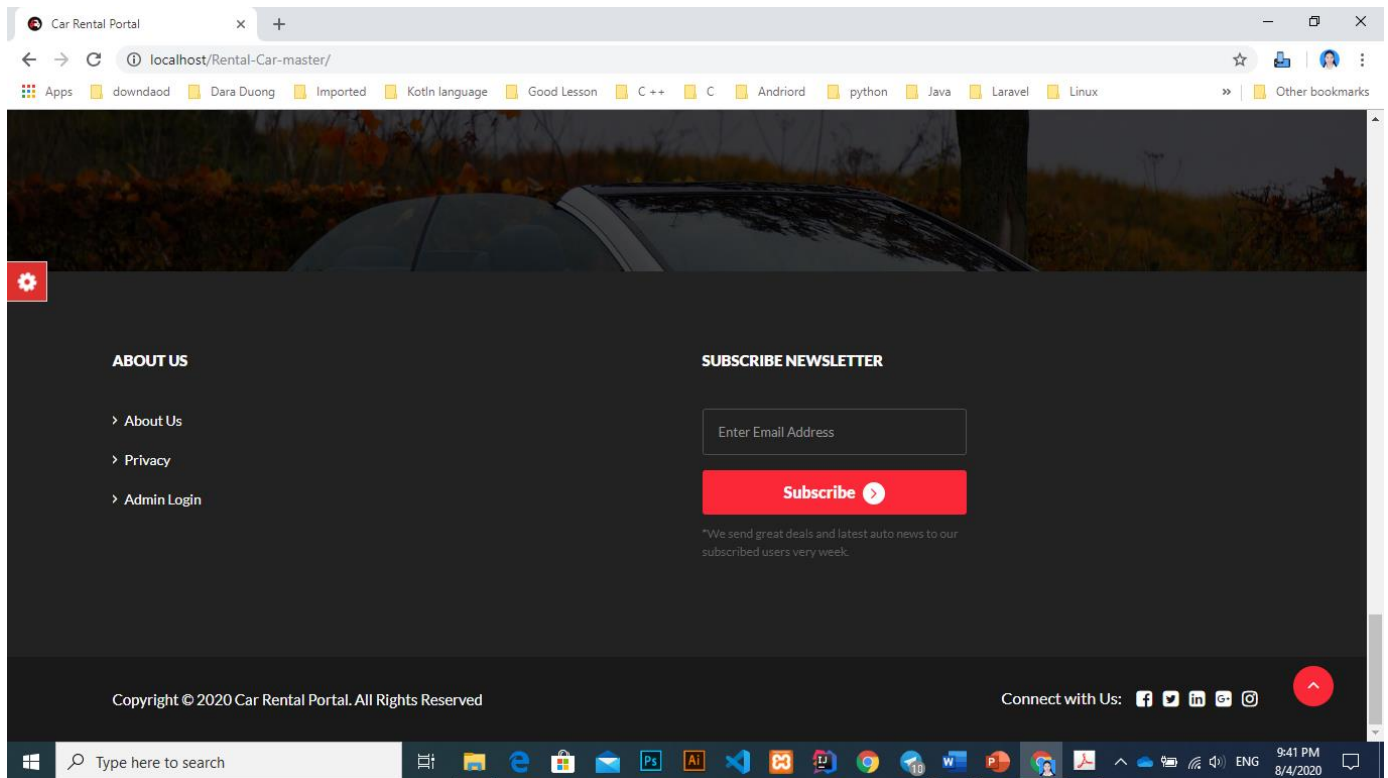 Car Rental Portal
localhost/Rental-Car-master/
Apps downdaod Dara Duong Imported Kotln language Good Lesson C ++ C Andriord python Java Laravel Linux » Other bookmarks
ABOUT US
About Us
Privacy
Admin Login
SUBSCRIBE NEWSLETTER
Enter Email Address
Subscribe
*We send great deals and latest auto news to our
subscribed users very week.
Copyright © 2020 Car Rental Portal. All Rights Reserved
Connect with Us:
Type here to search
Ps
Ai
10
ENG
9:41 PM
8/4/2020